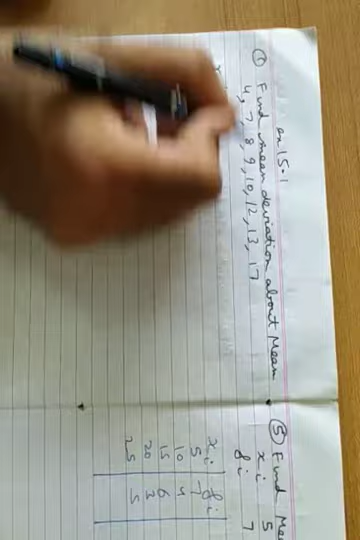 ex 15.1
① Find mean deviation about Mean
4, 7, 8, 9, 10, 12, 13, 17
⑤ Find Me
xi 5
fi 7
xi fi
5 7
10 4
15 6
20 3
25 5